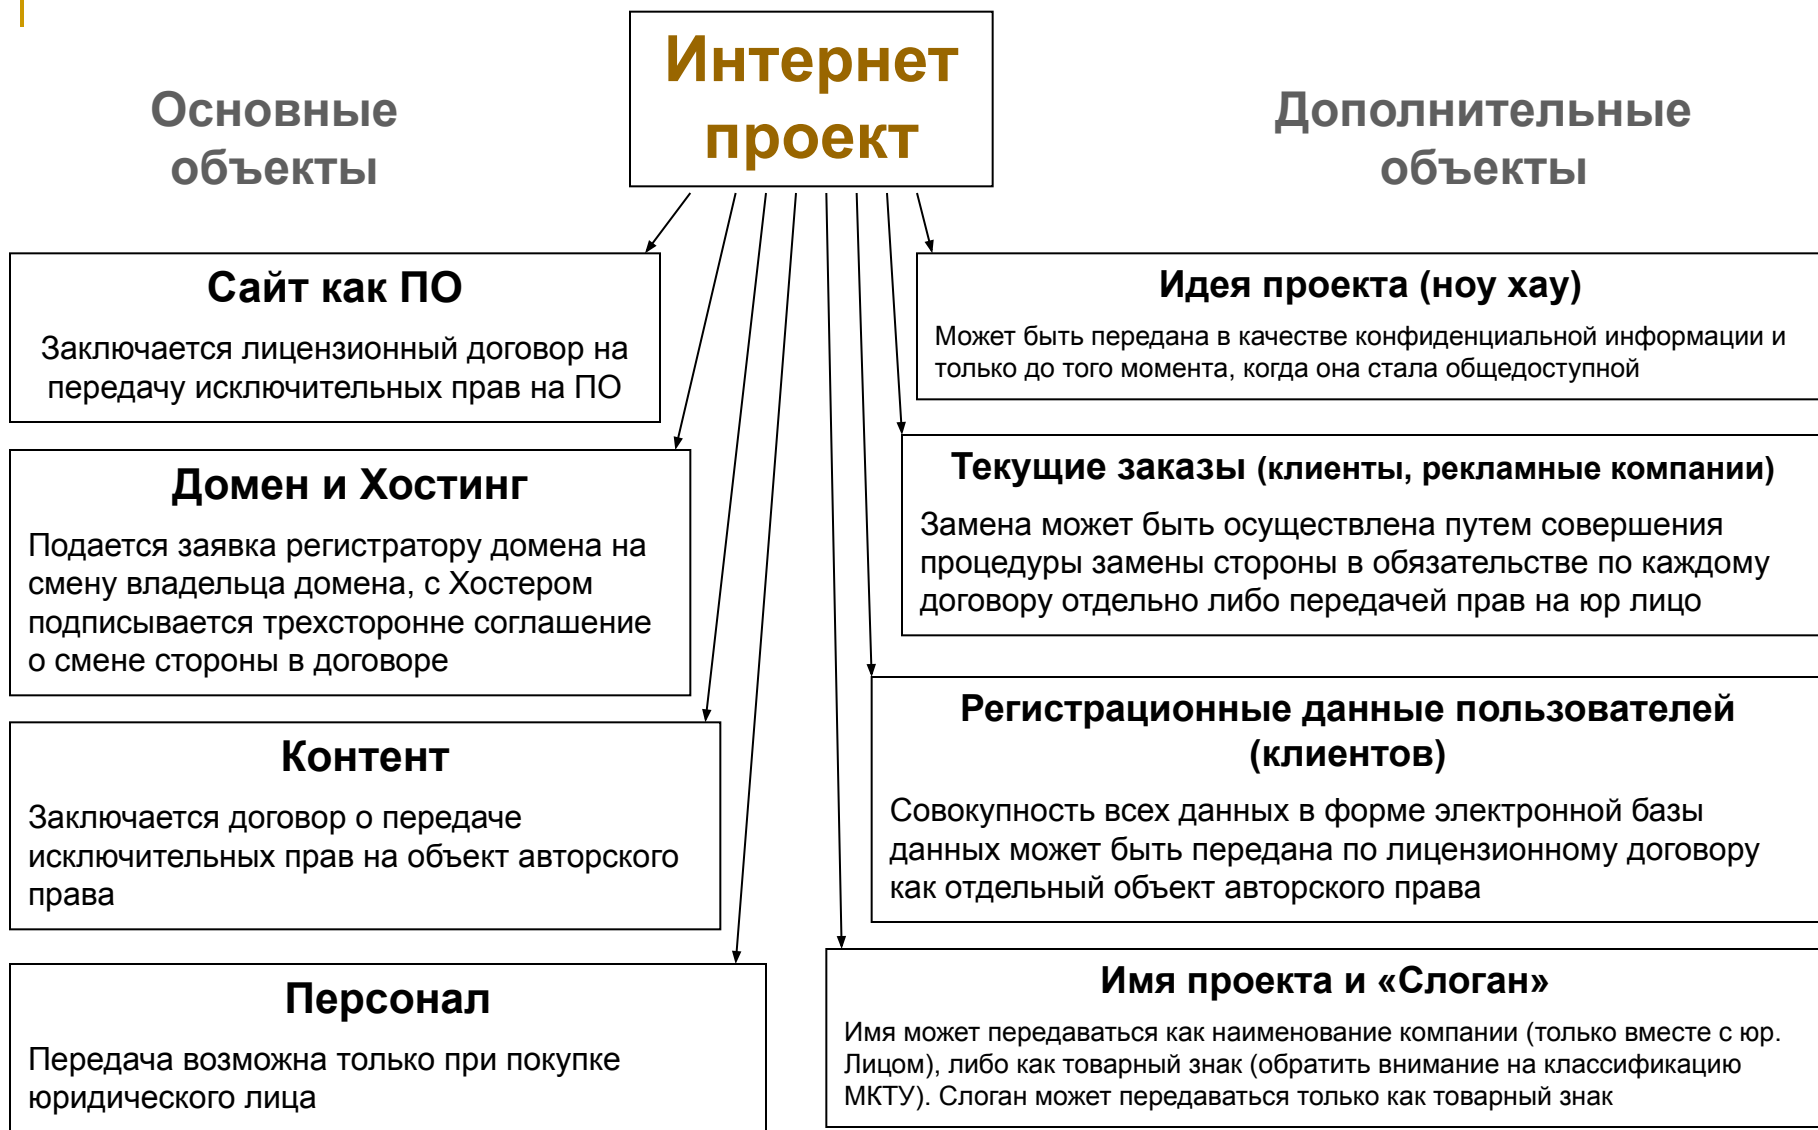 Интернет
проект
Основные
объекты
Дополнительные
объекты
Сайт как ПО
Заключается лицензионный договор на
передачу исключительных прав на ПО
Домен и Хостинг
Подается заявка регистратору домена на
смену владельца домена, с Хостером
подписывается трехсторонне соглашение
о смене стороны в договоре
Контент
Заключается договор о передаче
исключительных прав на объект авторского
права
Персонал
Передача возможна только при покупке
юридического лица
Идея проекта (ноу хау)
Может быть передана в качестве конфиденциальной информации и
только до того момента, когда она стала общедоступной
Текущие заказы (клиенты, рекламные компании)
Замена может быть осуществлена путем совершения
процедуры замены стороны в обязательстве по каждому
договору отдельно либо передачей прав на юр лицо
Регистрационные данные пользователей
(клиентов)
Совокупность всех данных в форме электронной базы
данных может быть передана по лицензионному договору
как отдельный объект авторского права
Имя проекта и «Слоган»
Имя может передаваться как наименование компании (только вместе с юр.
Лицом), либо как товарный знак (обратить внимание на классификацию
МКТУ). Слоган может передаваться только как товарный знак